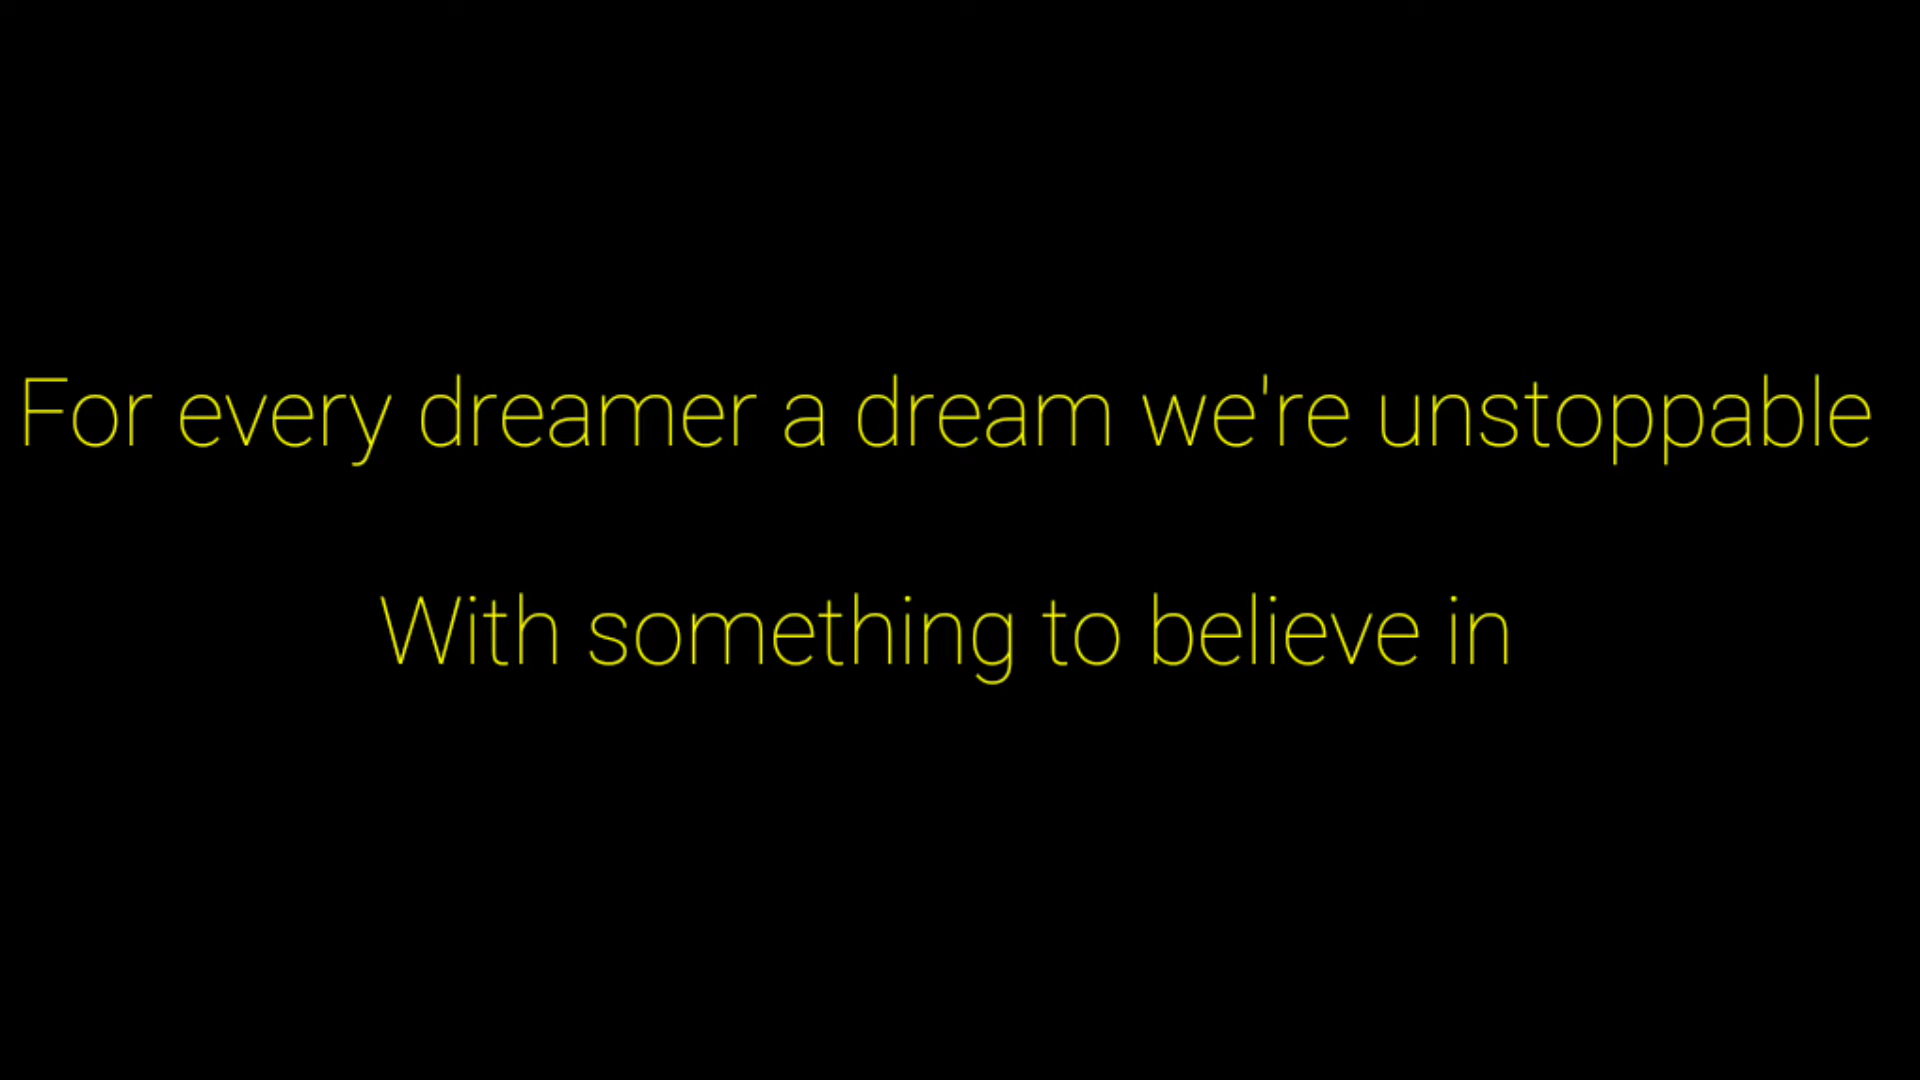 For every dreamer a dream we're unstoppable
With something to believe in